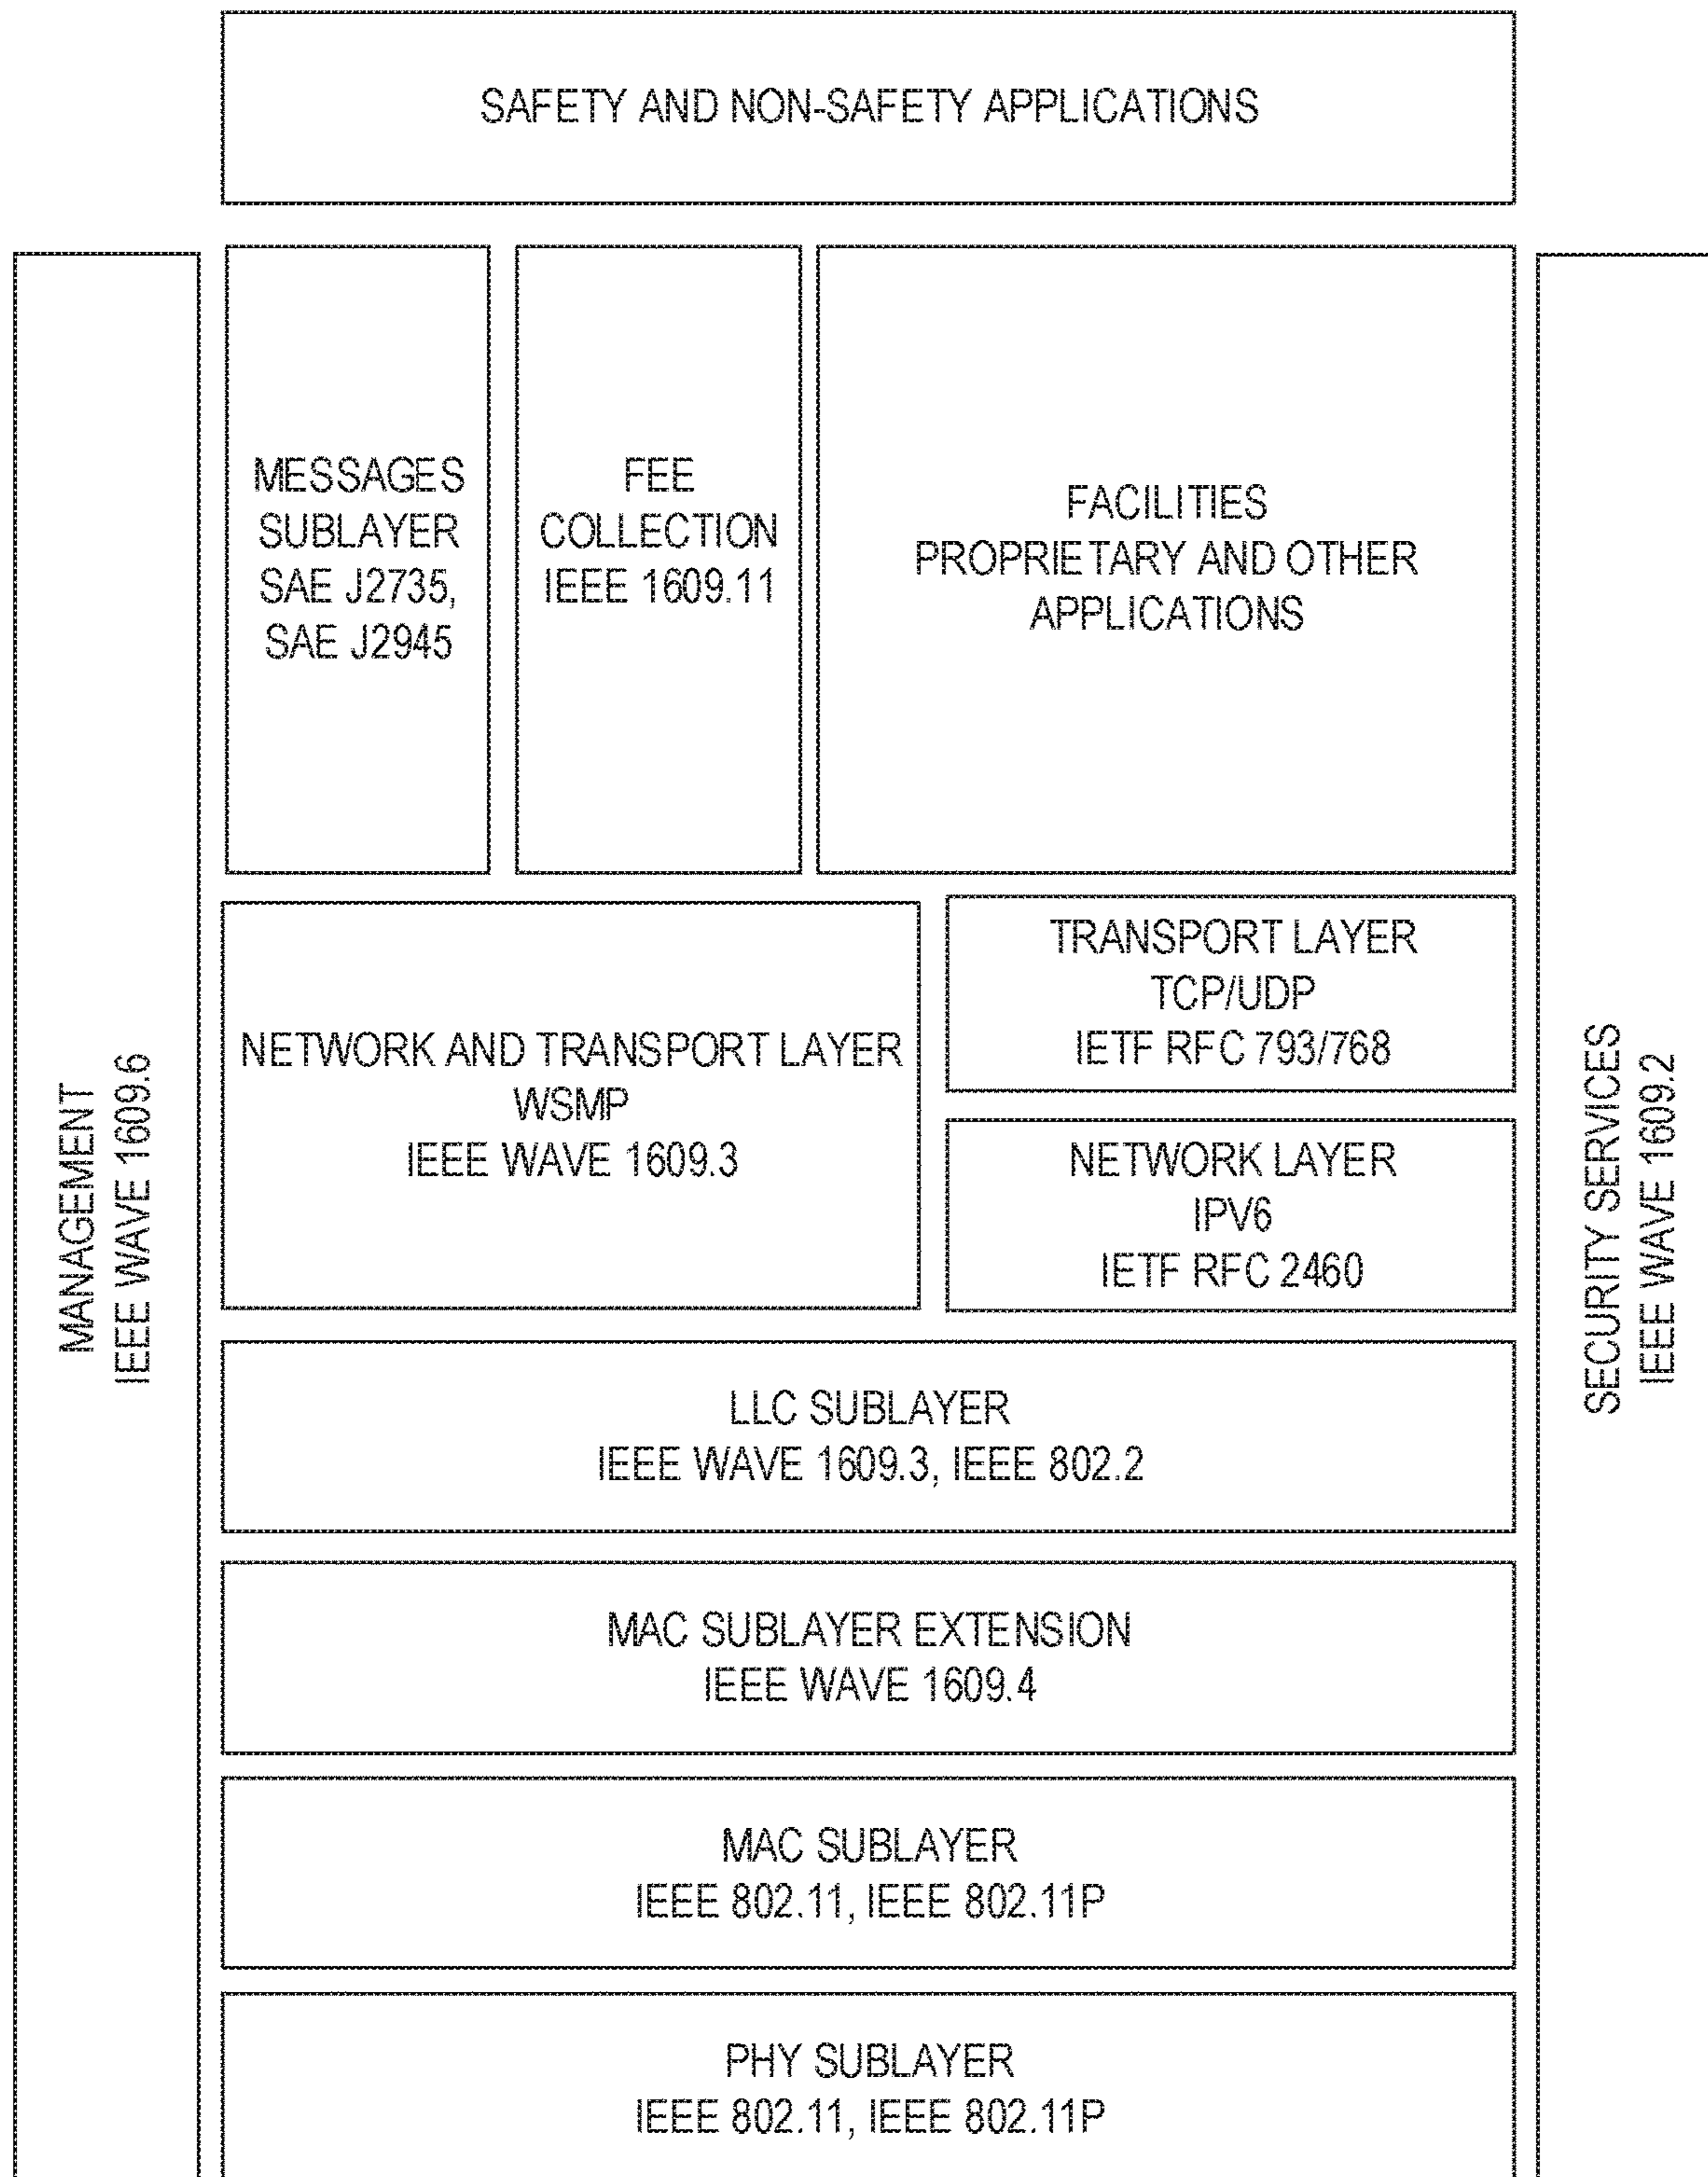 SAFETY AND NON-SAFETY APPLICATIONS
MANAGEMENT
IEEE WAVE 1609.6
MESSAGES
SUBLAYER
SAE J2735,
SAE J2945
FEE
COLLECTION
IEEE 1609.11
FACILITIES
PROPRIETARY AND OTHER
APPLICATIONS
NETWORK AND TRANSPORT LAYER
WSMP
IEEE WAVE 1609.3
TRANSPORT LAYER
TCP/UDP
IETF RFC 793/768
NETWORK LAYER
IPV6
IETF RFC 2460
LLC SUBLAYER
IEEE WAVE 1609.3, IEEE 802.2
MAC SUBLAYER EXTENSION
IEEE WAVE 1609.4
MAC SUBLAYER
IEEE 802.11, IEEE 802.11P
PHY SUBLAYER
IEEE 802.11, IEEE 802.11P
SECURITY SERVICES
IEEE WAVE 1609.2